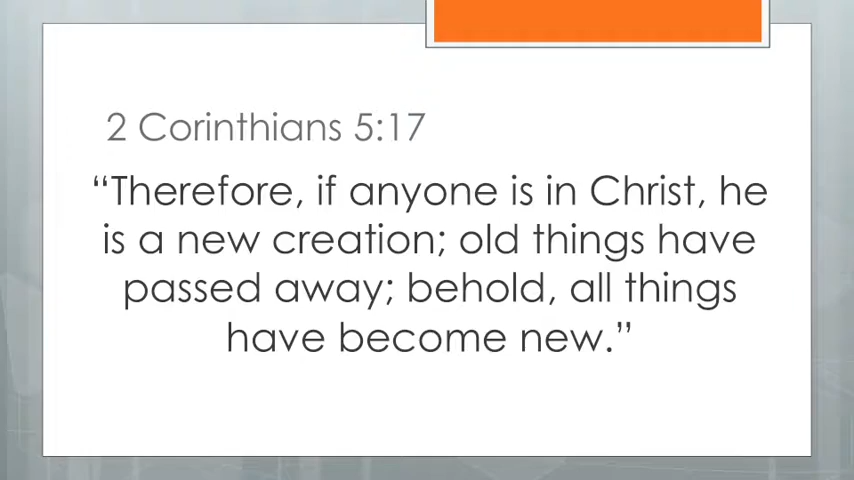 2 Corinthians 5:17
“Therefore, if anyone is in Christ, he
is a new creation; old things have
passed away; behold, all things
have become new.”